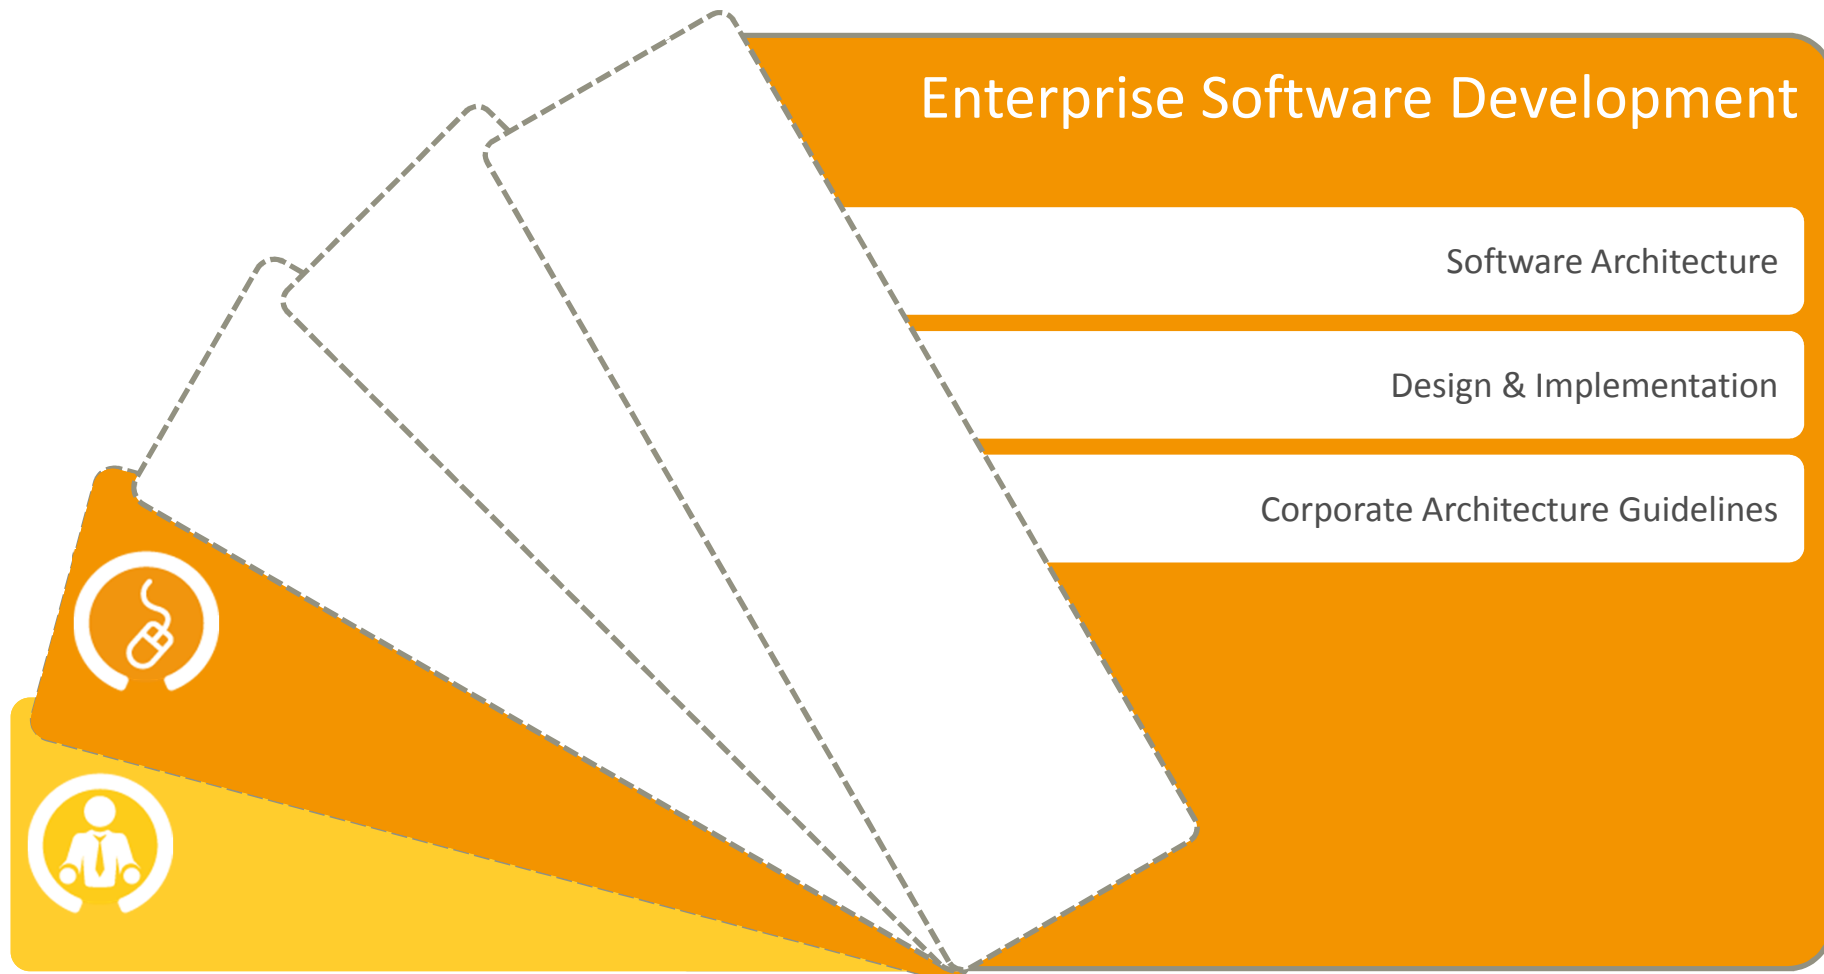 Enterprise Software Development
Software Architecture
Design & Implementation
Corporate Architecture Guidelines